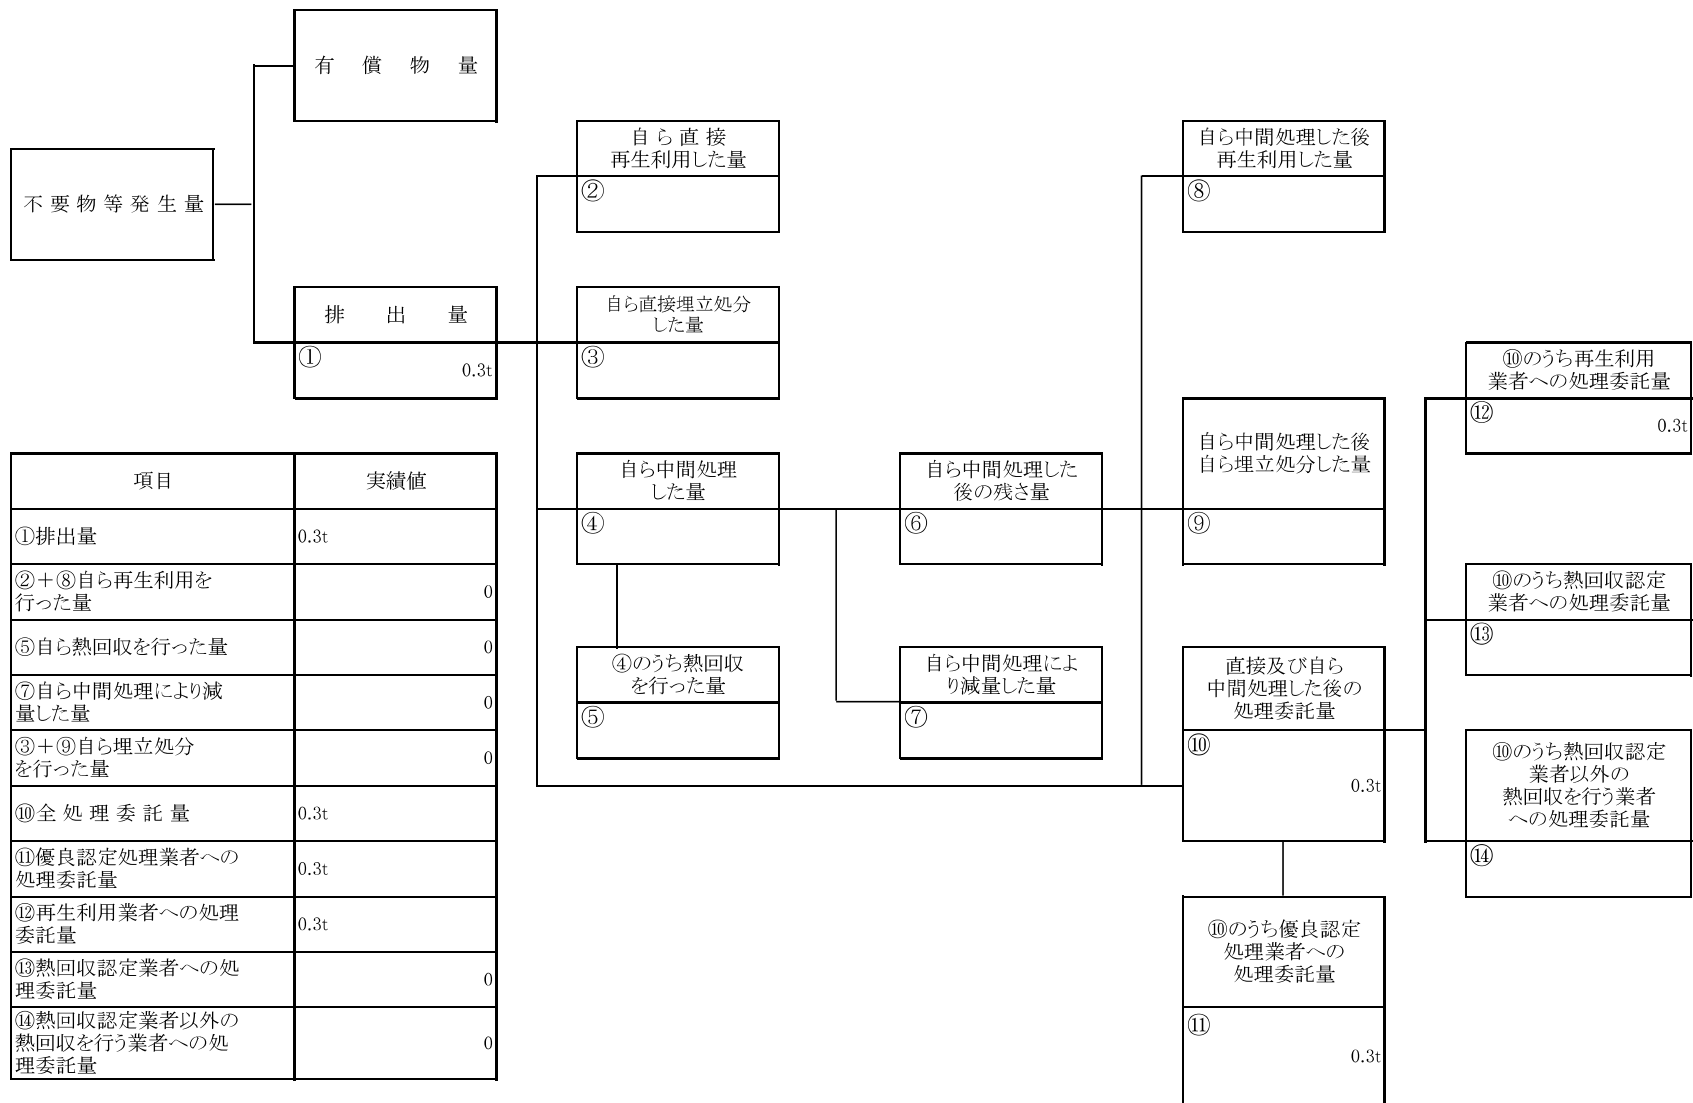 有償物量
不要物等発生量
排出量
①
0.3t
自ら直接
再生利用した量
②
自ら直接埋立処分
した量
③
自ら中間処理
した量
④
④のうち熱回収
を行った量
⑤
自ら中間処理した
後の残さ量
⑥
自ら中間処理によ
り減量した量
⑦
自ら中間処理した後
再生利用した量
⑧
自ら中間処理した後
自ら埋立処分した量
⑨
直接及び自ら
中間処理した後の
処理委託量
⑩
0.3t
⑩のうち優良認定
処理業者への
処理委託量
⑪
0.3t
⑩のうち再生利用
業者への処理委託量
⑫
0.3t
⑩のうち熱回収認定
業者への処理委託量
⑬
⑩のうち熱回収認定
業者以外の
熱回収を行う業者
への処理委託量
⑭
項目 実績値
①排出量 0.3t
②＋⑧自ら再生利用を
行った量 0
⑤自ら熱回収を行った量 0
⑦自ら中間処理により減
量した量 0
③＋⑨自ら埋立処分
を行った量 0
⑩全処理委託量 0.3t
⑪優良認定処理業者への
処理委託量 0.3t
⑫再生利用業者への処理
委託量 0.3t
⑬熱回収認定業者への処
理委託量 0
⑭熱回収認定業者以外の
熱回収を行う業者への処
理委託量 0